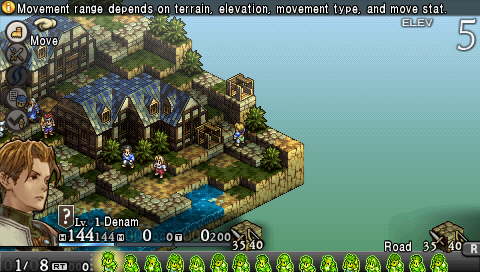 Movement range depends on terrain, elevation, movement type, and move stat.
ELEV
5
Move
?
Lv. 1 Denam
H 144/144 M 0 T 0/200
35 40
Road 35 40
R
1/8 RT 0